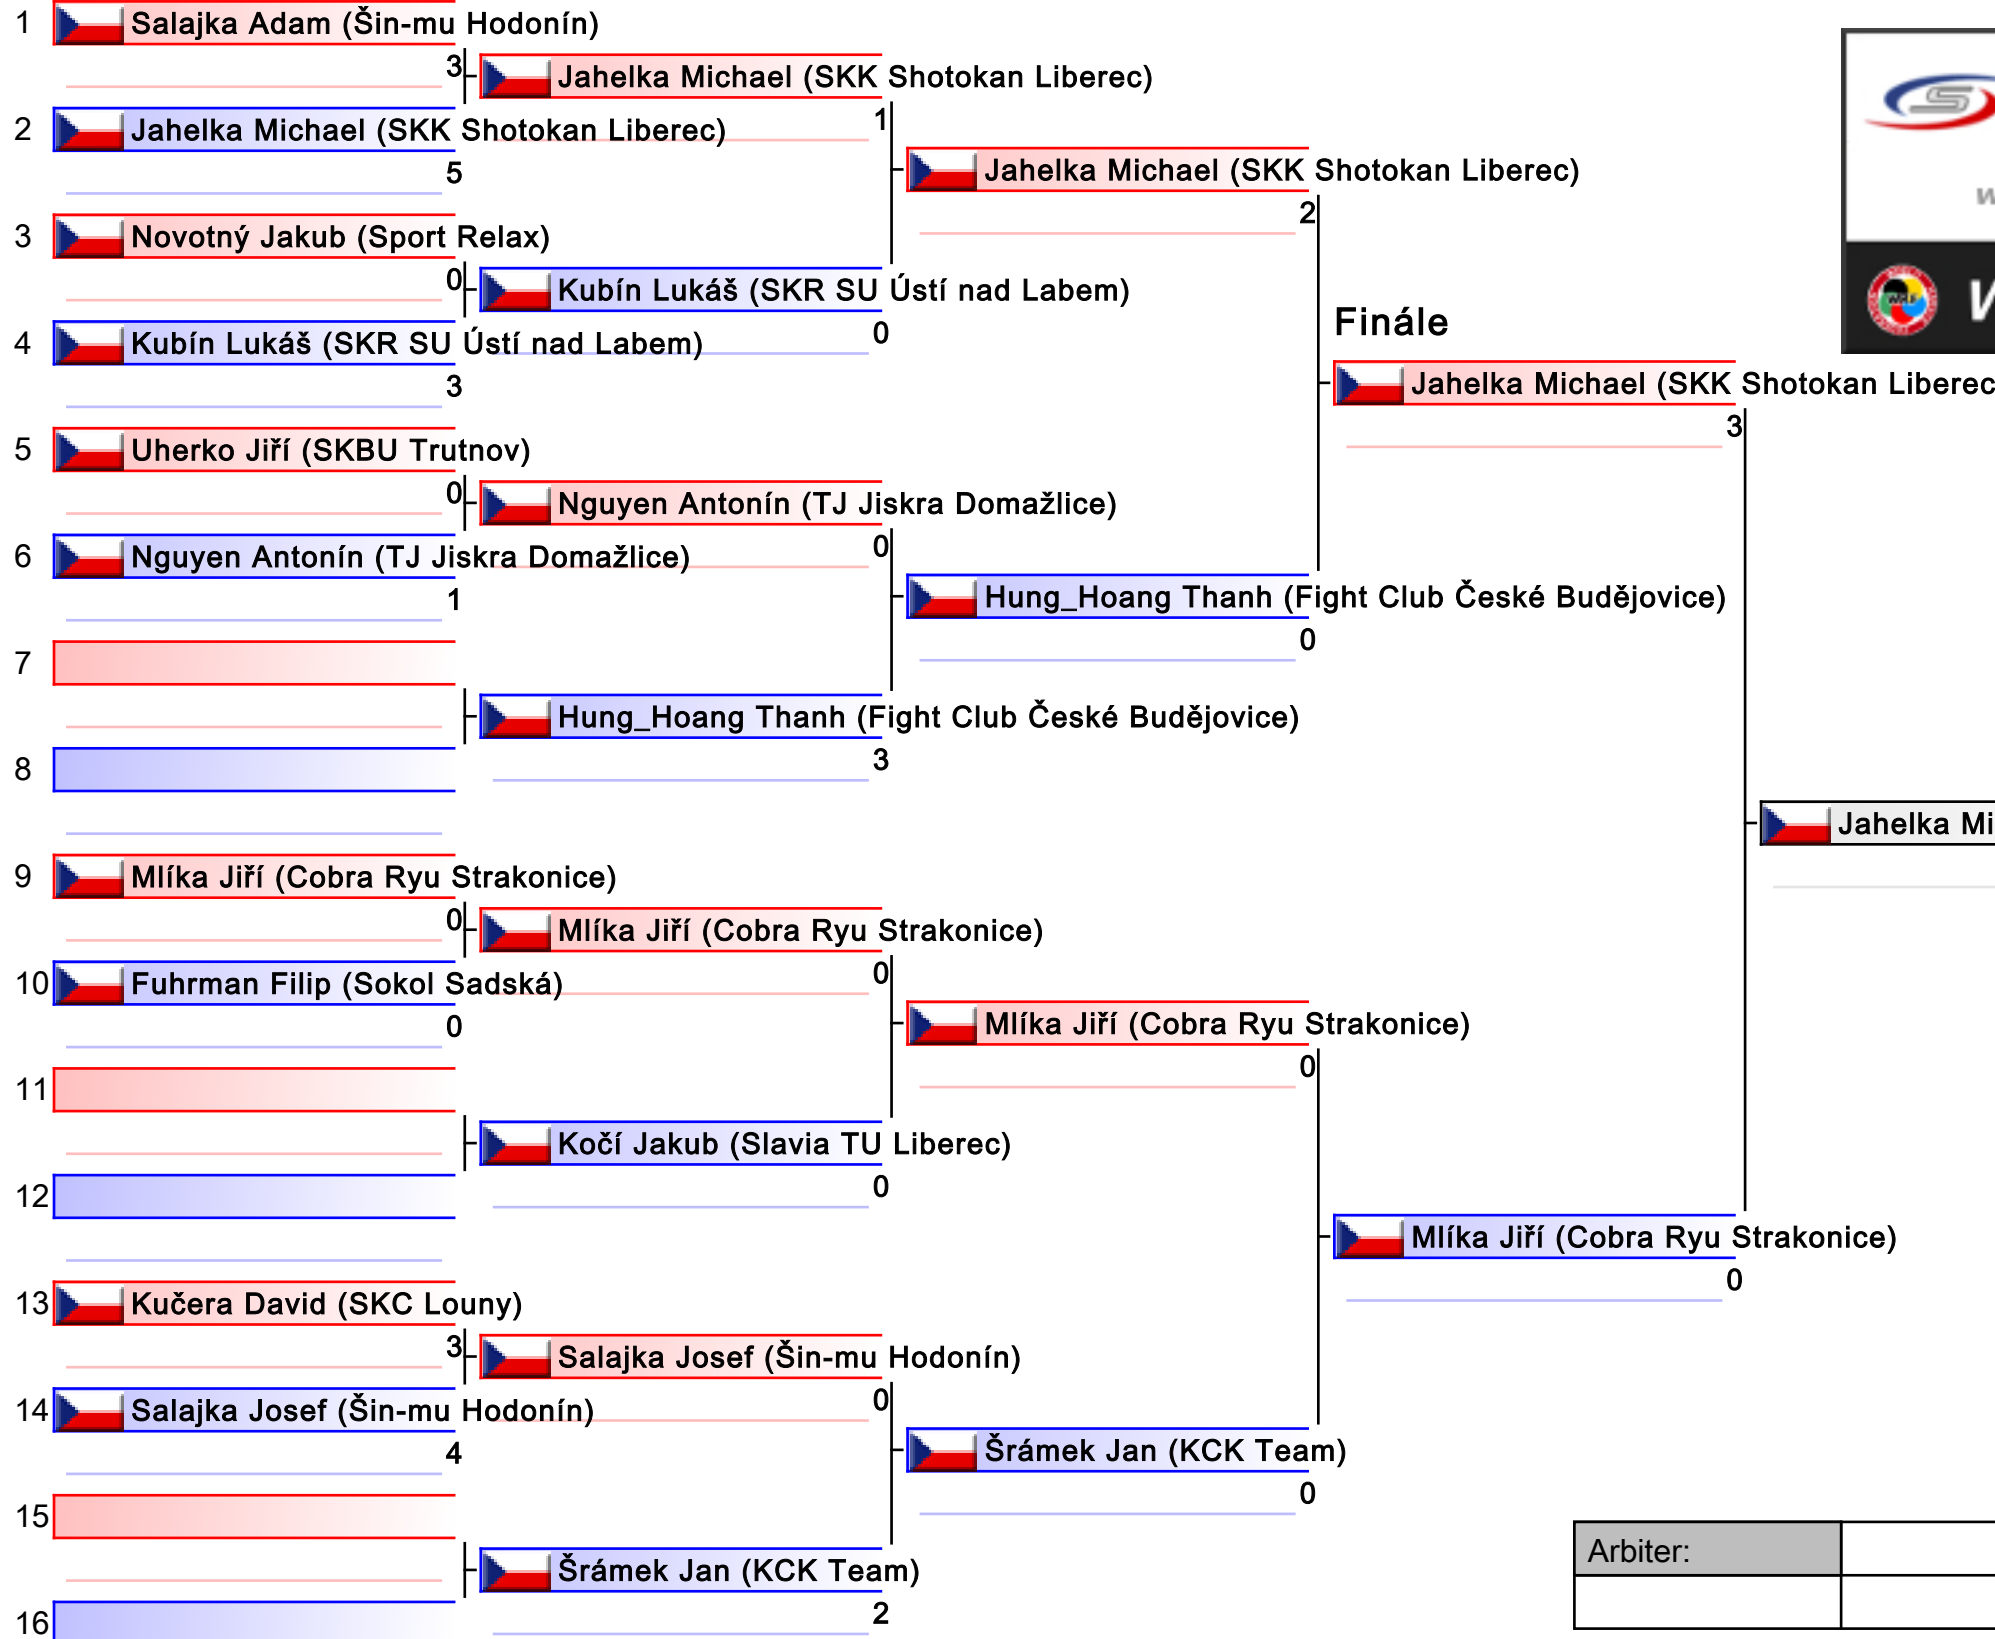 1 Salajka Adam (Šin-mu Hodonín)
3
Jahelka Michael (SKK Shotokan Liberec)
1
2 Jahelka Michael (SKK Shotokan Liberec)
5
Jahelka Michael (SKK Shotokan Liberec)
2
3 Novotný Jakub (Sport Relax)
0
Kubín Lukáš (SKR SU Ústí nad Labem)
0
4 Kubín Lukáš (SKR SU Ústí nad Labem)
3
Finále
Jahelka Michael (SKK Shotokan Liberec
3
5 Uherko Jiří (SKBU Trutnov)
0
Nguyen Antonín (TJ Jiskra Domažlice)
0
6 Nguyen Antonín (TJ Jiskra Domažlice)
1
Hung_Hoang Thanh (Fight Club České Budějovice)
0
7
Hung_Hoang Thanh (Fight Club České Budějovice)
3
8
Jahelka Mi
9 Mlíka Jiří (Cobra Ryu Strakonice)
0
Mlíka Jiří (Cobra Ryu Strakonice)
0
10 Fuhrman Filip (Sokol Sadská)
0
Mlíka Jiří (Cobra Ryu Strakonice)
0
11
Kočí Jakub (Slavia TU Liberec)
0
12
Mlíka Jiří (Cobra Ryu Strakonice)
0
13 Kučera David (SKC Louny)
3
Salajka Josef (Šin-mu Hodonín)
0
14 Salajka Josef (Šin-mu Hodonín)
4
Šrámek Jan (KCK Team)
0
15
Šrámek Jan (KCK Team)
2
16
Arbiter: